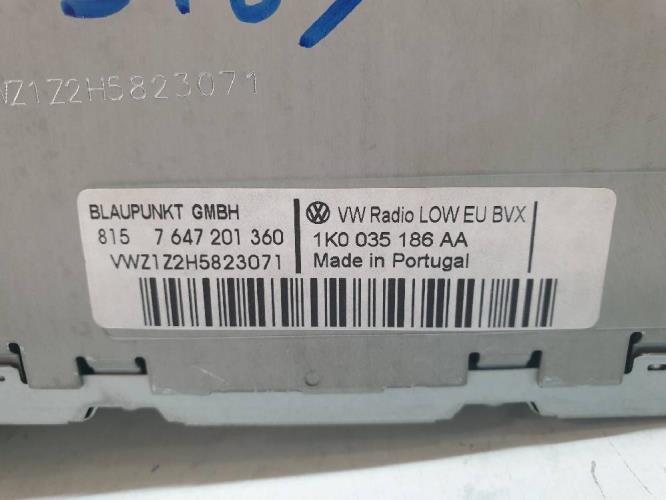 VWZ1Z2H5823071
BLAUPUNKT GMBH
815 7 647 201 360
VWZ1Z2H5823071
VW Radio LOW EU BVX
1K0 035 186 AA
Made in Portugal